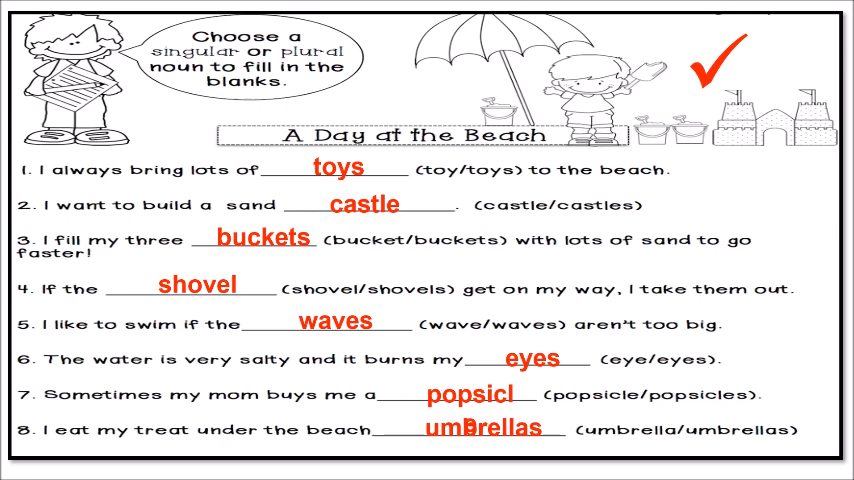 Choose a
singular or plural
noun to fill in the
blanks.
A Day at the Beach
1. I always bring lots of toys (toy/toys) to the beach.
2. I want to build a sand castle. (castle/castles)
3. I fill my three buckets (bucket/buckets) with lots of sand to go
faster!
4. If the shovel (shovel/shovels) get on my way, I take them out.
5. I like to swim if the waves (wave/waves) aren't too big.
6. The water is very salty and it burns my eyes (eye/eyes).
7. Sometimes my mom buys me a popsicl (popsicle/popsicles).
e
8. I eat my treat under the beach umbrellas (umbrella/umbrellas)